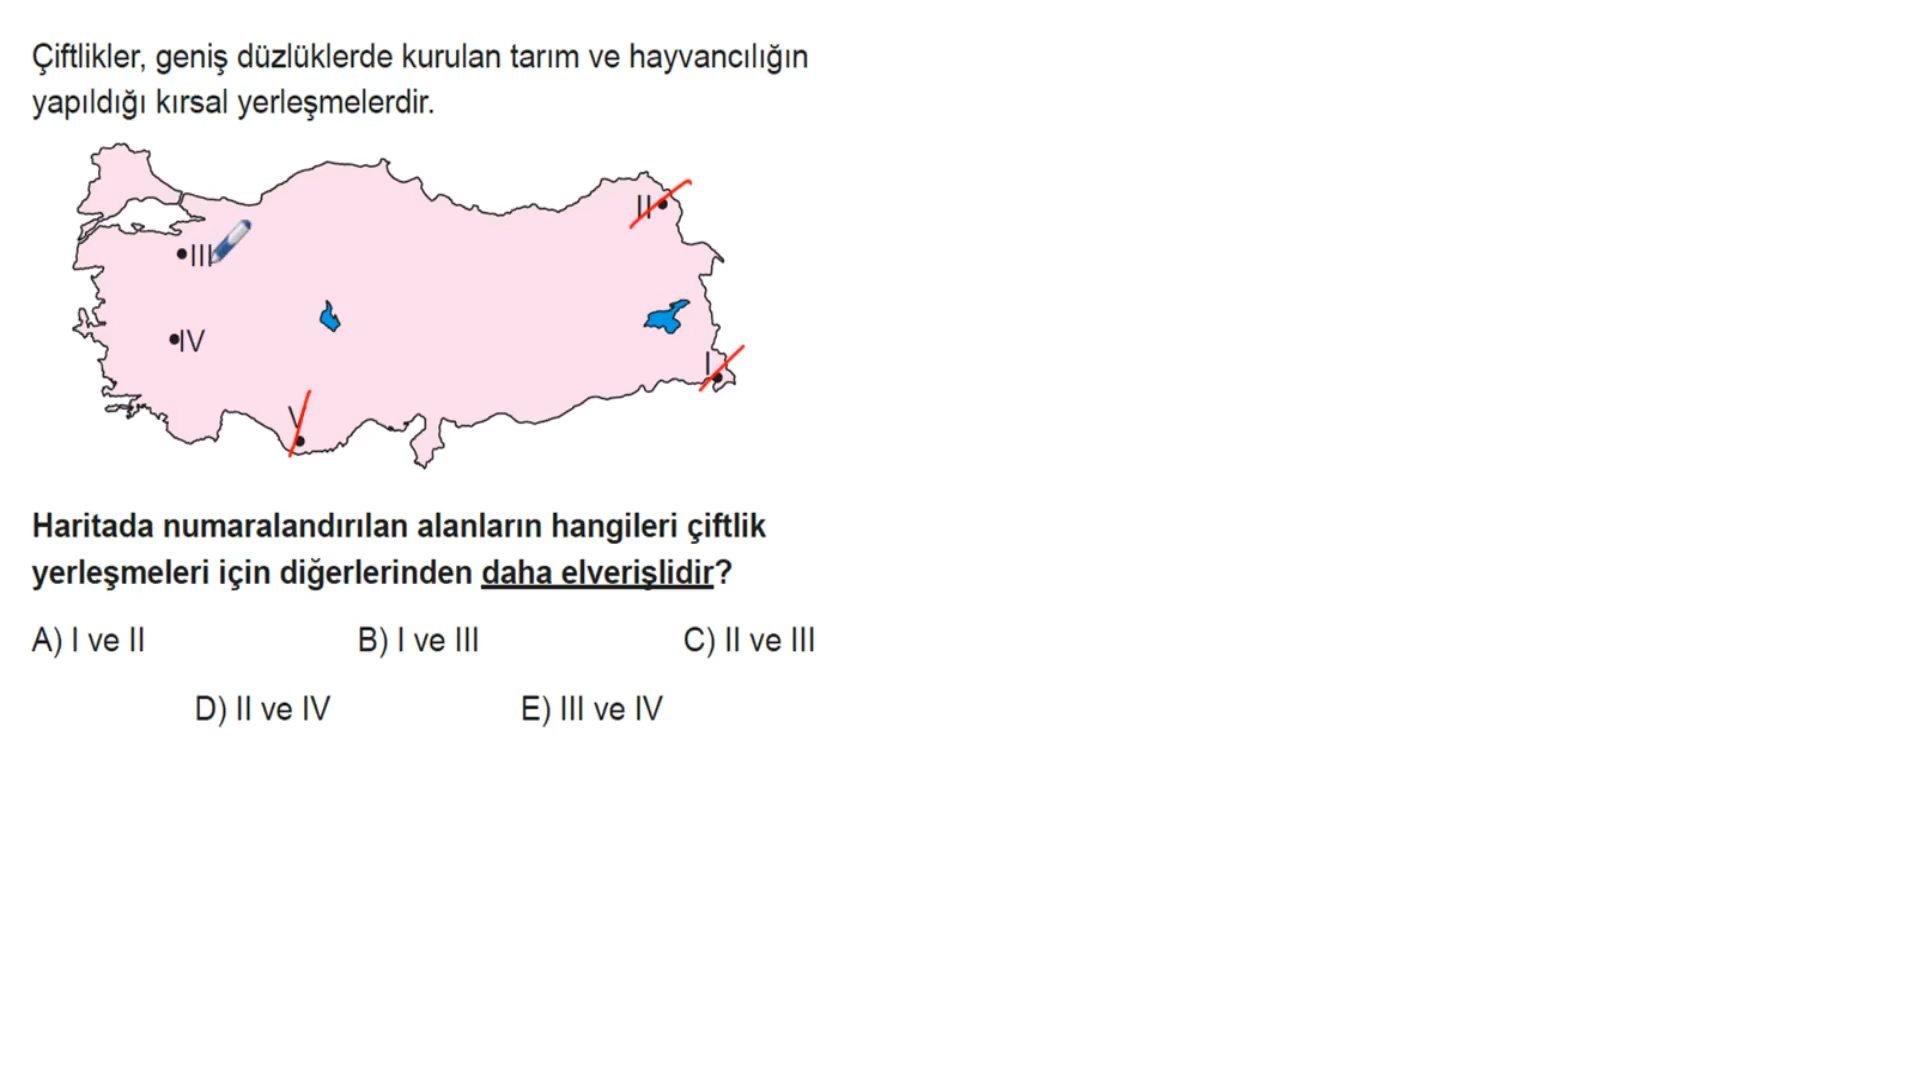 Çiftlikler, geniş düzlüklerde kurulan tarım ve hayvancılığın
yapıldığı kırsal yerleşmelerdir.
II
III
IV
I
V
Haritada numaralandırılan alanların hangileri çiftlik
yerleşmeleri için diğerlerinden daha elverişlidir?
A) I ve II B) I ve III C) II ve III
D) II ve IV E) III ve IV